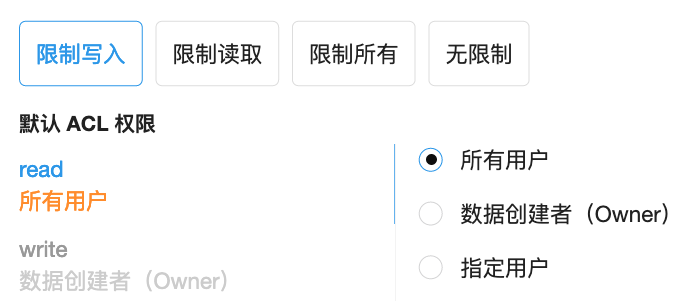 限制写入 限制读取 限制所有 无限制
默认 ACL 权限
read
所有用户
write
数据创建者（Owner）
所有用户
数据创建者（Owner）
指定用户